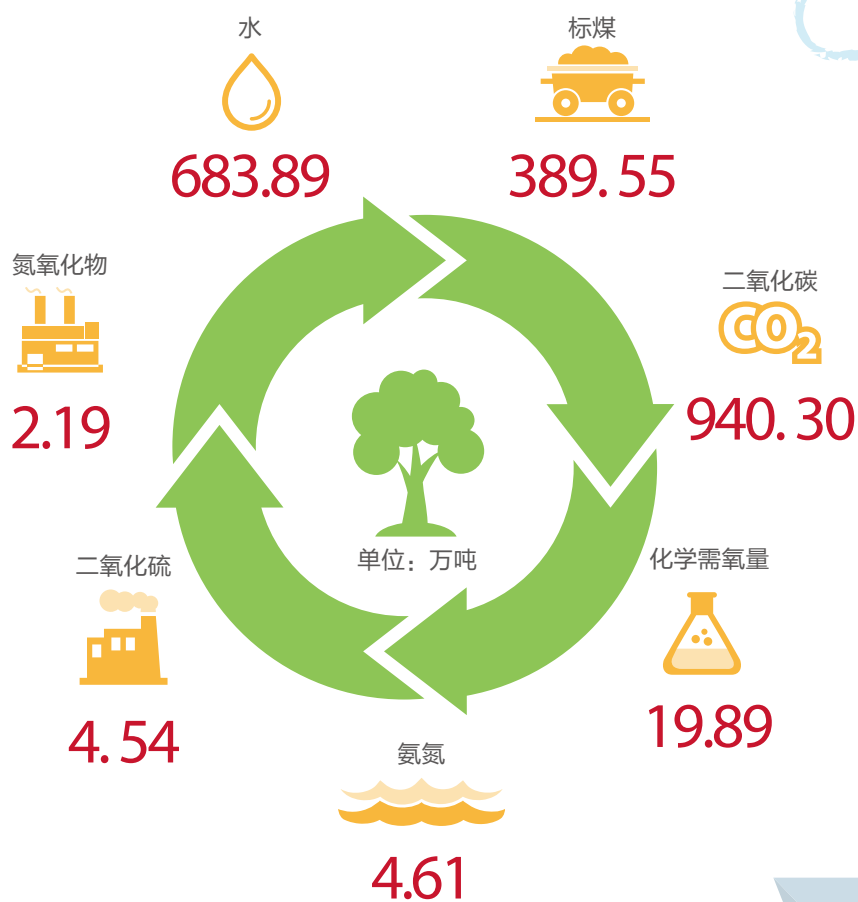 水
683.89
标煤
389. 55
二氧化碳
CO2
940. 30
化学需氧量
19.89
氨氮
4.61
二氧化硫
4. 54
氮氧化物
2.19
单位：万吨